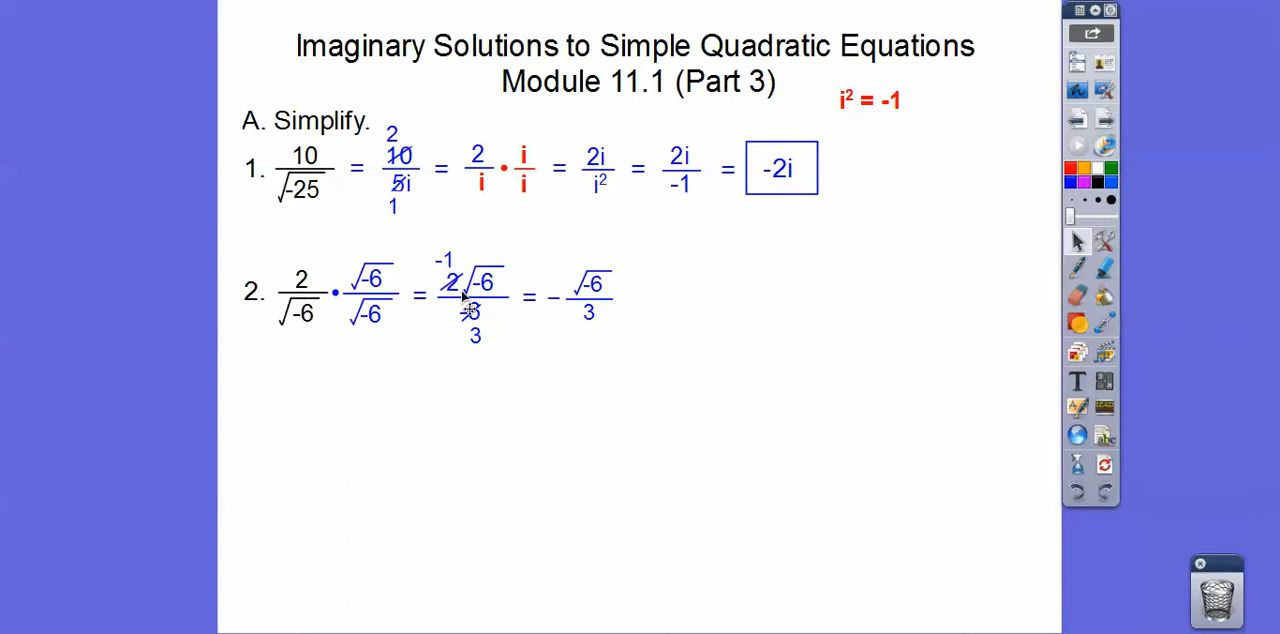 Imaginary Solutions to Simple Quadratic Equations
Module 11.1 (Part 3)
i² = -1
A. Simplify.
1. 10/√-25 = 2 10/5i 1 = 2/i • i/i = 2i/i² = 2i/-1 = -2i
2. 2/√-6 • √-6/√-6 = -1 2√-6/-6 3 = - √-6/3